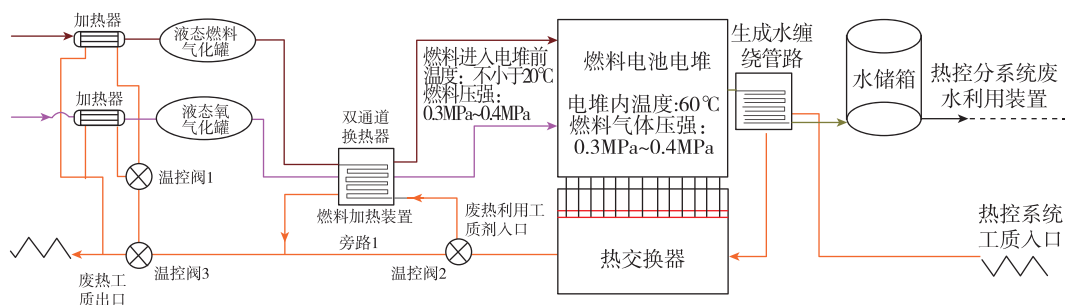 加热器
液态燃料
气化罐
加热器
液态氧
气化罐
双通道
换热器
燃料进入电堆前
温度：不小于20℃
燃料压强：
0.3MPa~0.4MPa
燃料电池电堆
电堆内温度：60℃
燃料气体压强：
0.3MPa~0.4MPa
生成水缠
绕管路
水储箱
热控分系统废
水利用装置
温控阀1
燃料加热装置
旁路1
废热利用工
质剂入口
热控系统
工质入口
热交换器
温控阀3
温控阀2
废热工
质出口